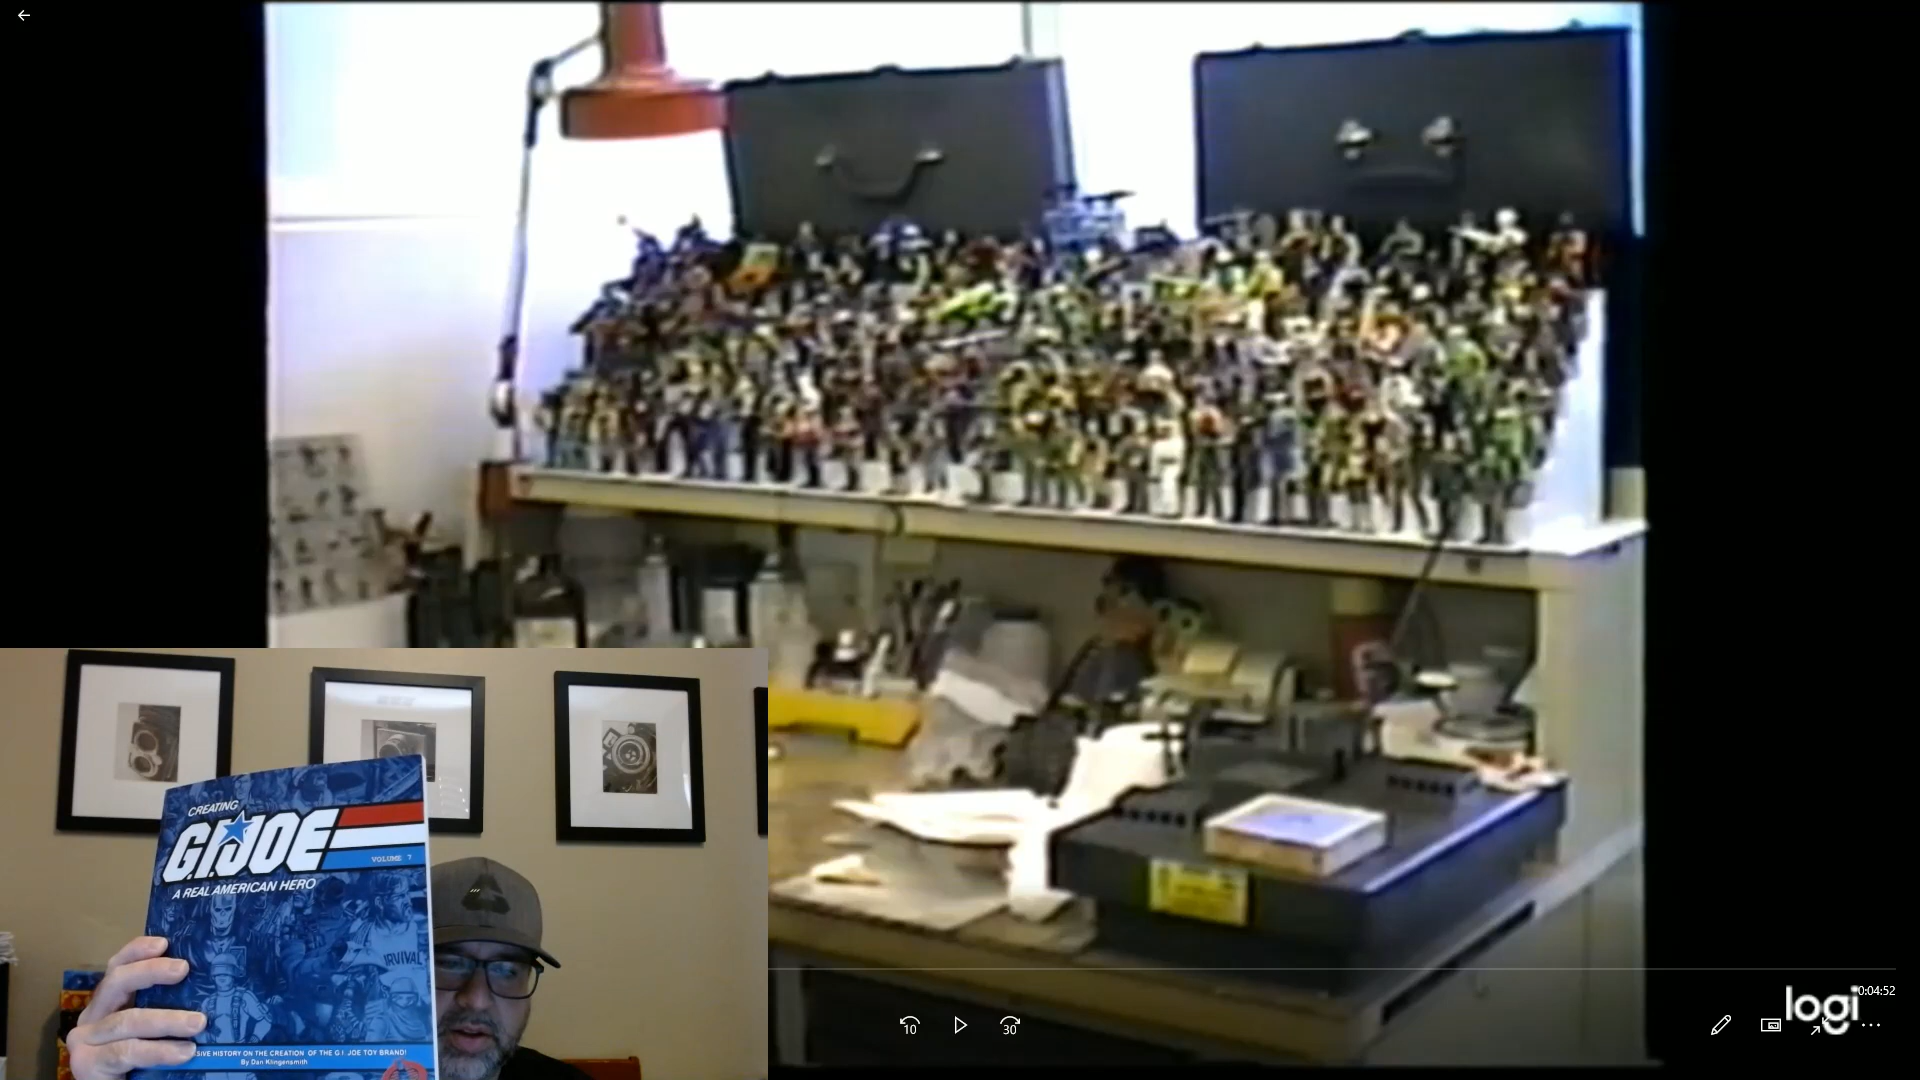 CREATING
G.I. JOE
VOLUME 7
A REAL AMERICAN HERO
SIVE HISTORY ON THE CREATION OF THE G.I. JOE TOY BRAND!
By Dan Klingensmith
10
30
logi
0:04:52